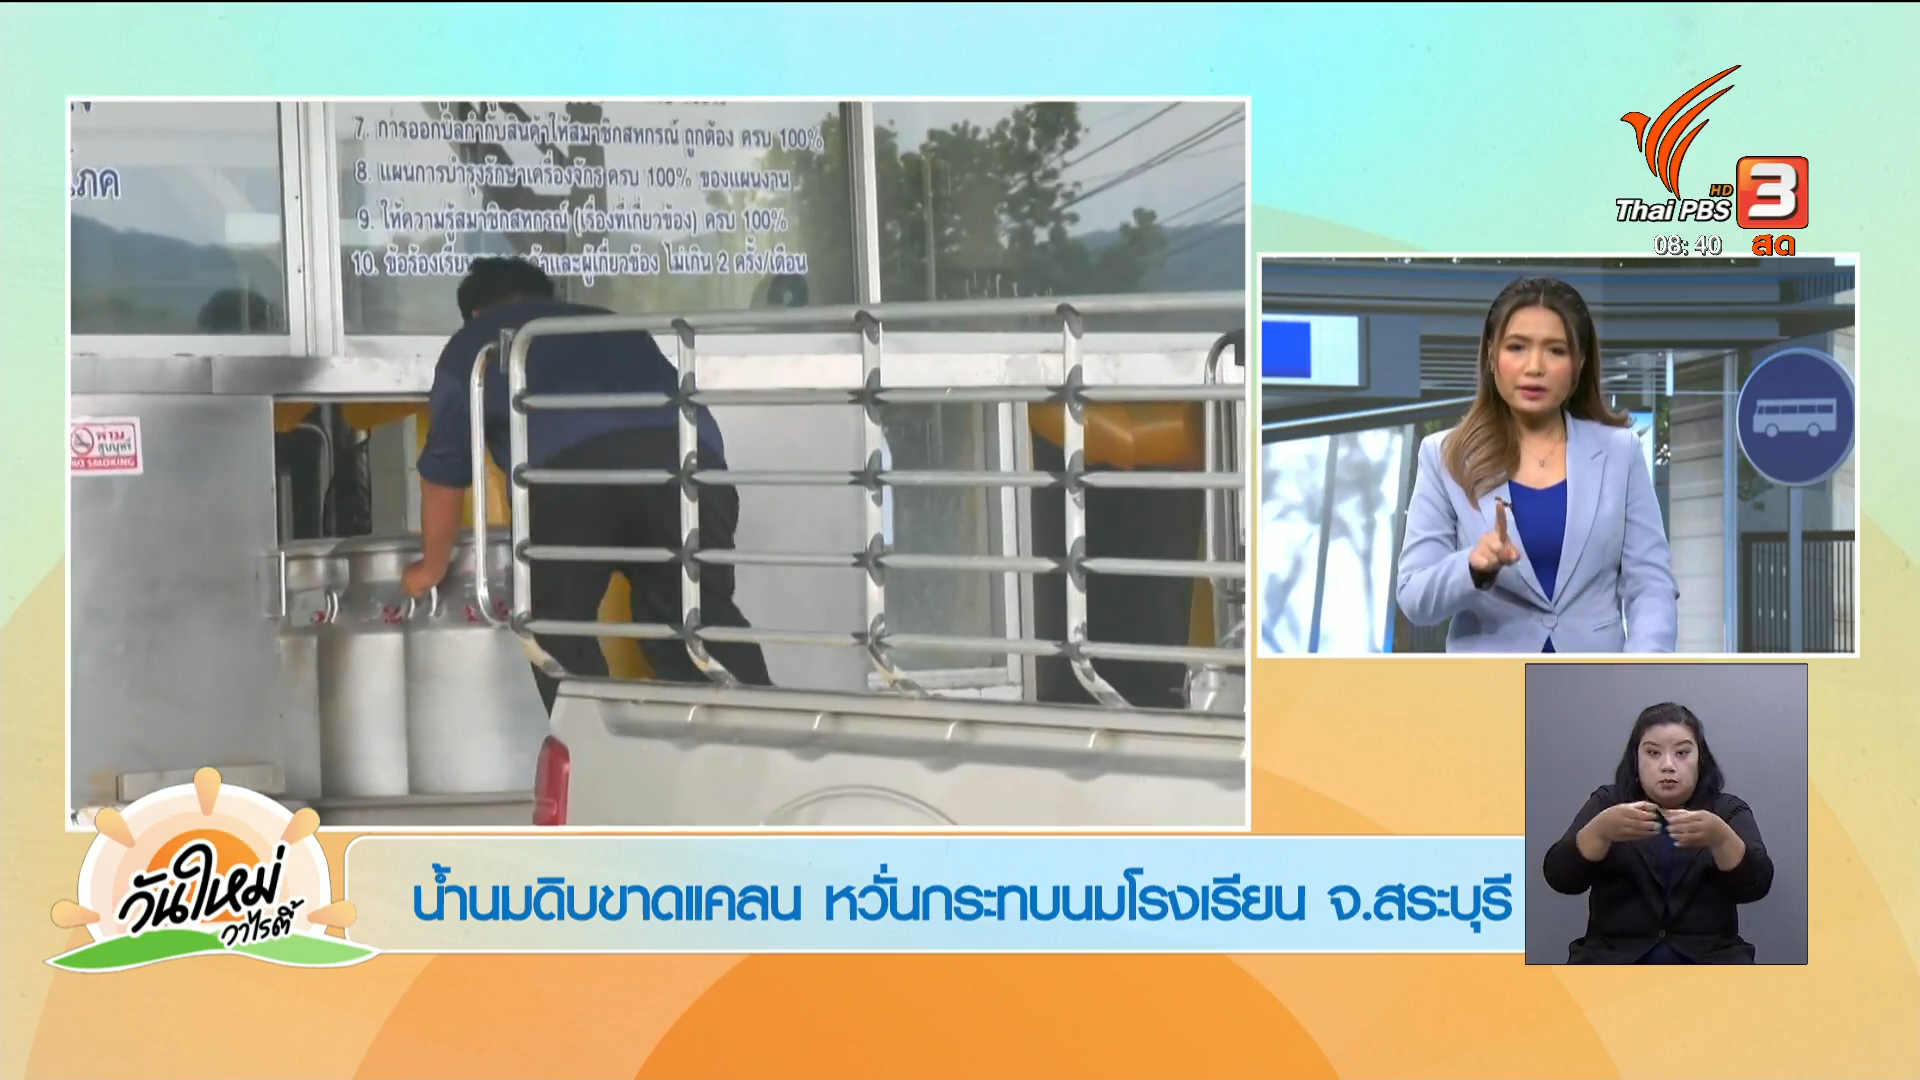 7. การออกบิลกำกับสินค้าให้สมาชิกสหกรณ์ ถูกต้อง ครบ 100%
8. แผนการบำรุงรักษาเครื่องจักร ครบ 100% ของแผนงาน
9. ให้ความรู้สมาชิกสหกรณ์ (เรื่องที่เกี่ยวข้อง) ครบ 100%
10. ข้อร้องเรียน และผู้เกี่ยวข้อง ไม่เกิน 2 ครั้ง/เดือน
ห้าม
สูบบุหรี่
NO SMOKING
HD
Thai PBS 3
08:40 สด
วันใหม่
วาไรตี้
น้ำนมดิบขาดแคลน หวั่นกระทบนมโรงเรียน จ.สระบุรี